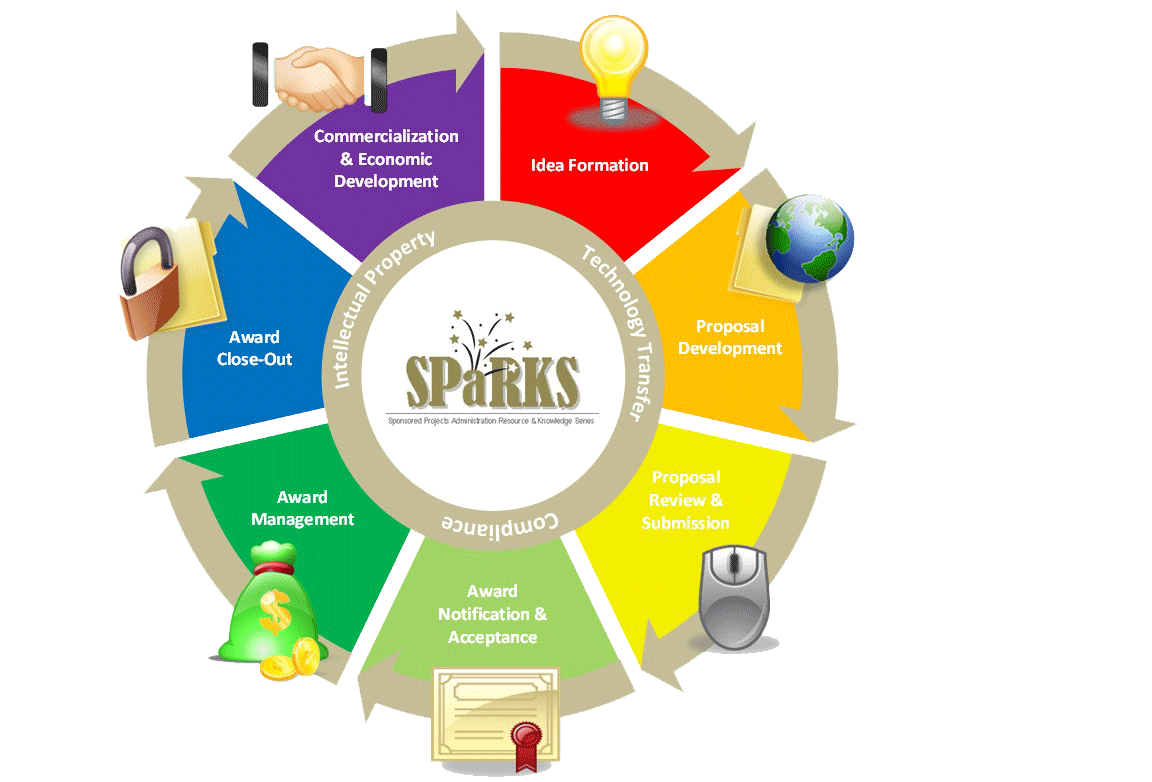 Commercialization
& Economic
Development
Idea Formation
Proposal
Development
Proposal
Review &
Submission
Award
Notification &
Acceptance
Award
Management
Award
Close-Out
Intellectual Property
Technology Transfer
Compliance
SPaRKS
Sponsored Projects Administration Resource & Knowledge Series
$